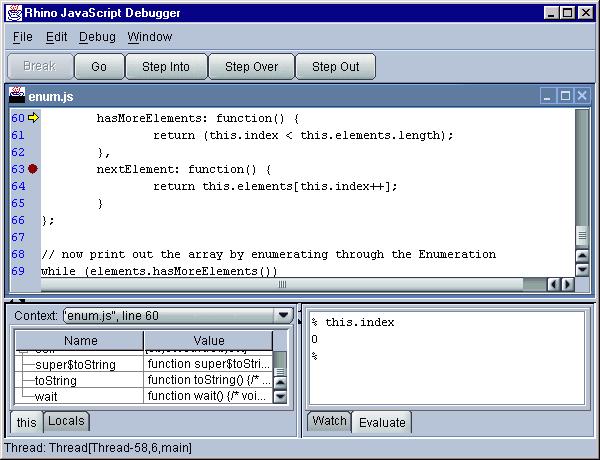 Rhino JavaScript Debugger
File Edit Debug Window
Break Go Step Into Step Over Step Out
enum.js
60 hasMoreElements: function() {
61 return (this.index < this.elements.length);
62 },
63 nextElement: function() {
64 return this.elements[this.index++];
65 }
66 };
67
68 // now print out the array by enumerating through the Enumeration
69 while (elements.hasMoreElements())
Context: "enum.js", line 60
Name Value
super$toString function super$toStri...
toString function toString() {/* ...
wait function wait() {/* voi...
this Locals
% this.index
0
%
Watch Evaluate
Thread: Thread[Thread-58,6,main]